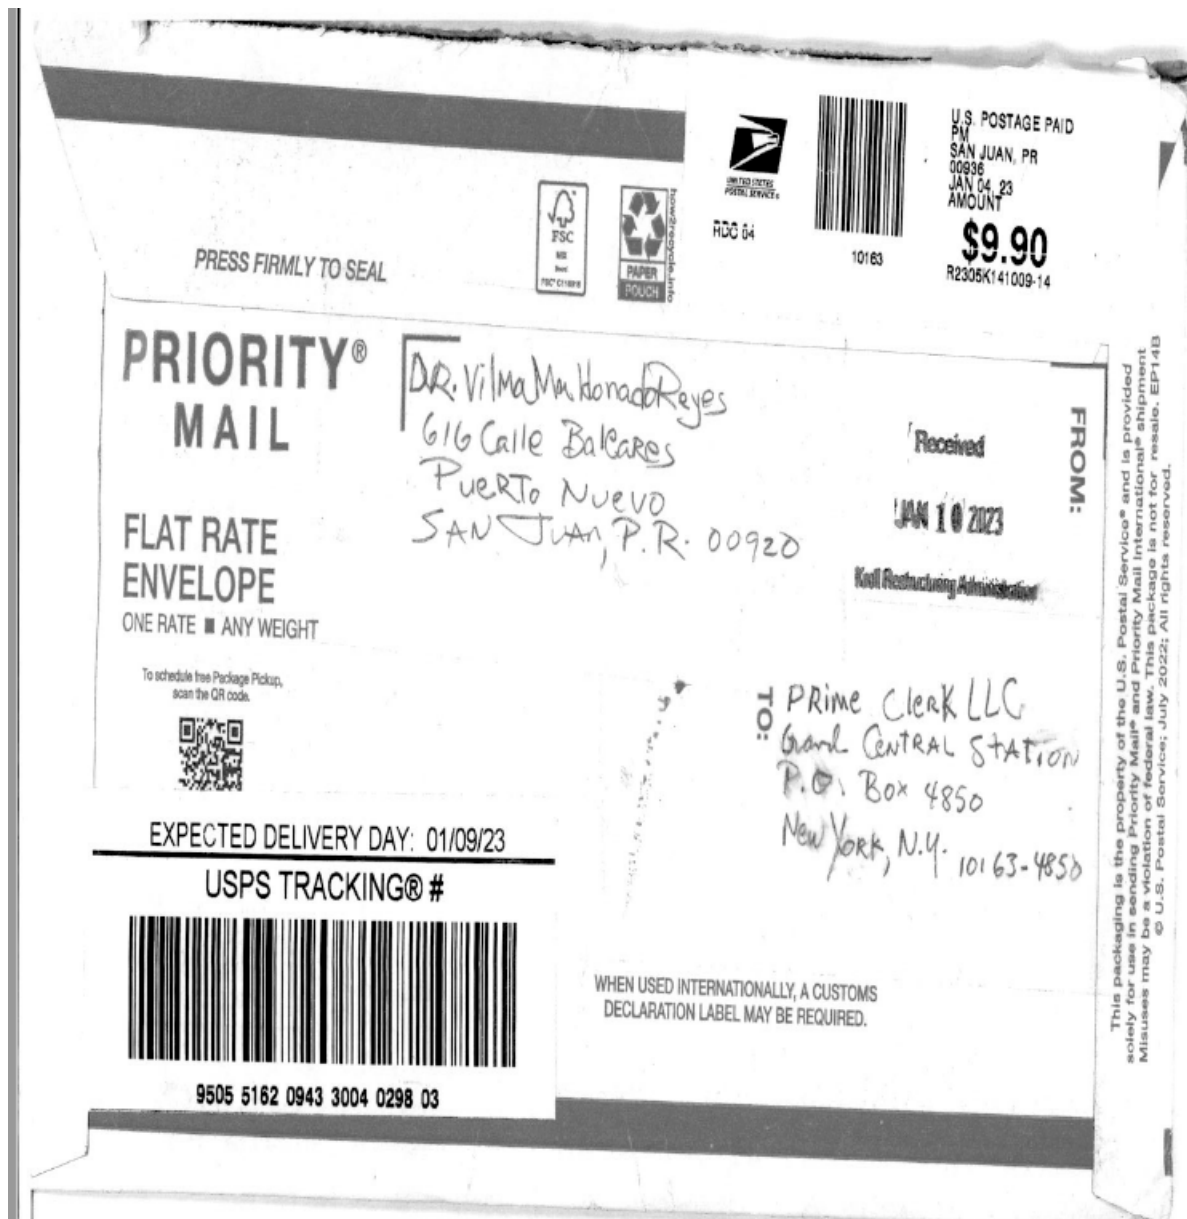 UNITED STATES
POSTAL SERVICE®
RDC 04
10163
U.S. POSTAGE PAID
PM
SAN JUAN, PR
00936
JAN 04, 23
AMOUNT
$9.90
R2305K141009-14
PRESS FIRMLY TO SEAL
FSC
MIX
Board
PAPER
POUCH
how2recycle.info
PRIORITY®
MAIL
FLAT RATE
ENVELOPE
ONE RATE ■ ANY WEIGHT
To schedule free Package Pickup,
scan the QR code.
DR. Vilma Maldonado Reyes
616 Calle Baleares
Puerto Nuevo
SAN Juan, P.R. 00920
Received
JAN 10 2023
Kroll Restructuring Administration
FROM:
TO:
Prime Clerk LLC
Grand Central Station
P.O. Box 4850
New York, N.Y. 10163-4850
EXPECTED DELIVERY DAY: 01/09/23
USPS TRACKING® #
9505 5162 0943 3004 0298 03
WHEN USED INTERNATIONALLY, A CUSTOMS
DECLARATION LABEL MAY BE REQUIRED.
This packaging is the property of the U.S. Postal Service® and is provided
solely for use in sending Priority Mail® and Priority Mail International® shipment
Misuses may be a violation of federal law. This package is not for resale. EP14B
© U.S. Postal Service; July 2022; All rights reserved.